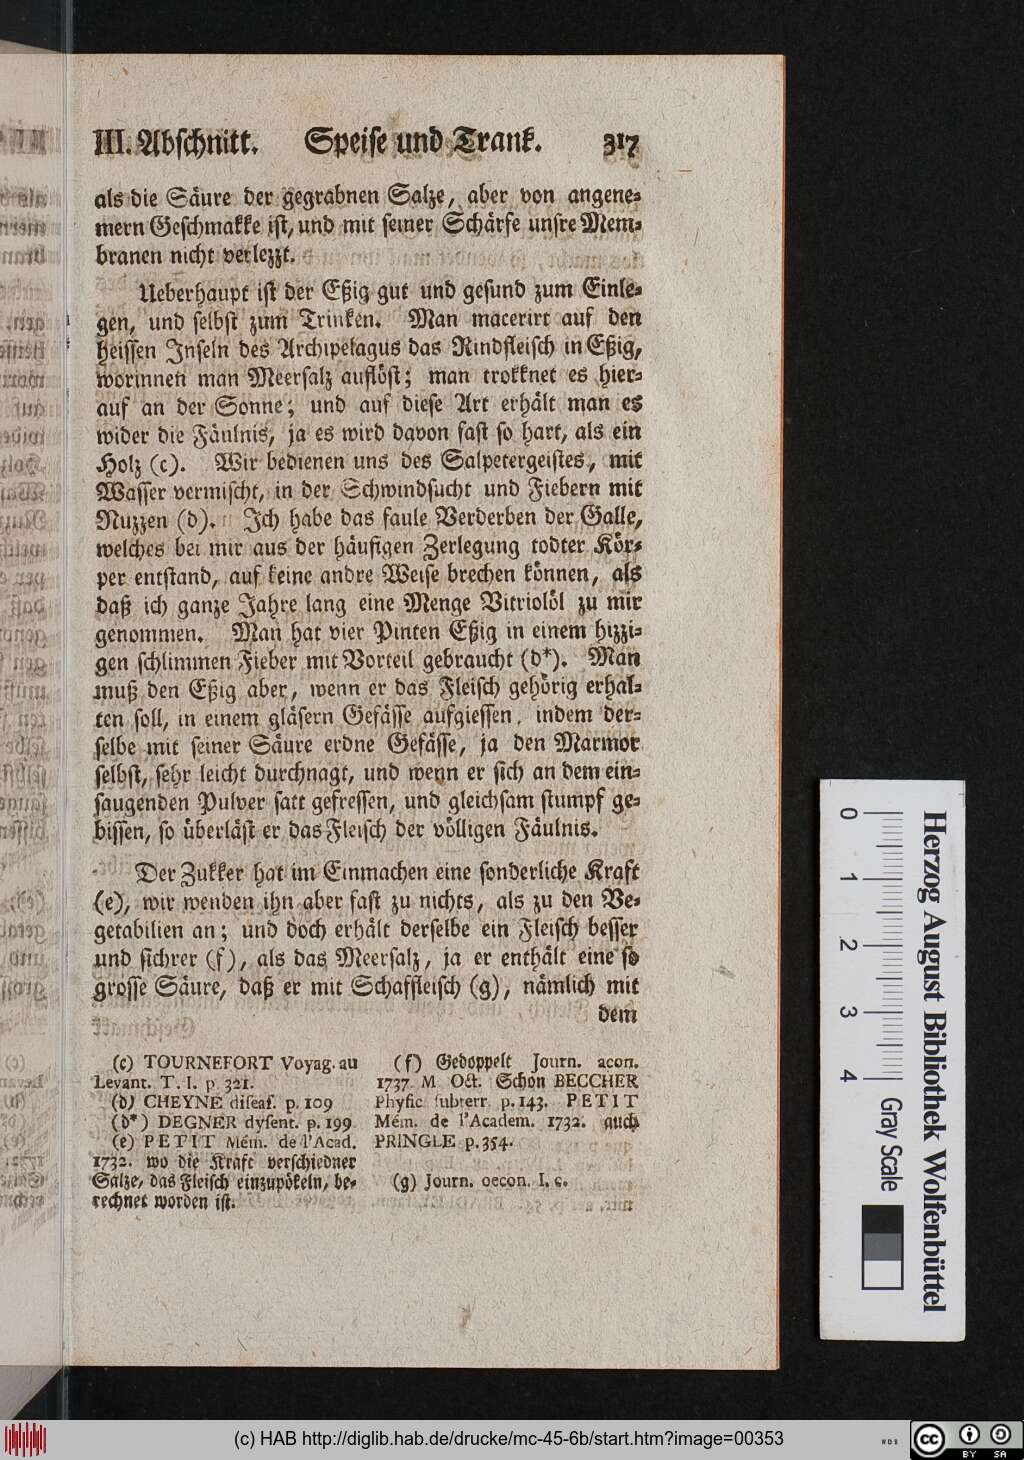 III. Abschnitt. Speise und Trank. 317
als die Säure der gegrabnen Salze, aber von angene-
mern Geschmakke ist, und mit seiner Schärfe unsre Mem-
branen nicht verlezzt.
Ueberhaupt ist der Eßig gut und gesund zum Einle-
gen, und selbst zum Trinken. Man macerirt auf den
heissen Inseln des Archipelagus das Rindfleisch in Eßig,
worinnen man Meersalz auflöst; man trokknet es hier-
auf an der Sonne; und auf diese Art erhält man es
wider die Fäulnis, ja es wird davon fast so hart, als ein
Holz (c). Wir bedienen uns des Salpetergeistes, mit
Wasser vermischt, in der Schwindsucht und Fiebern mit
Nuzzen (d). Ich habe das faule Verderben der Galle,
welches bei mir aus der häufigen Zerlegung todter Kör-
per entstand, auf keine andre Weise brechen können, als
daß ich ganze Jahre lang eine Menge Vitriolöl zu mir
genommen. Man hat vier Pinten Eßig in einem hizzi-
gen schlimmen Fieber mit Vorteil gebraucht (d*). Man
muß den Eßig aber, wenn er das Fleisch gehörig erhal-
ten soll, in einem gläsern Gefässe aufgiessen, indem der-
selbe mit seiner Säure erdne Gefässe, ja den Marmor
selbst, sehr leicht durchnagt, und wenn er sich an dem ein-
saugenden Pulver satt gefressen, und gleichsam stumpf ge-
bissen, so überläst er das Fleisch der völligen Fäulnis.
Der Zukker hat im Einmachen eine sonderliche Kraft
(e), wir wenden ihn aber fast zu nichts, als zu den Ve-
getabilien an; und doch erhält derselbe ein Fleisch besser
und sichrer (f), als das Meersalz, ja er enthält eine so
grosse Säure, daß er mit Schaffleisch (g), nämlich mit
dem
(c) TOURNEFORT Voyag. au
Levant. T. I. p. 321.
(d) CHEYNE diseas. p. 109
(d*) DEGNER dysent. p. 199
(e) PETIT Mém. de l'Acad.
1732. wo die Kraft verschiedner
Salze, das Fleisch einzupökeln, be-
rechnet worden ist.
(f) Gedoppelt Journ. acon.
1737. M Oct. Schon BECCHER
Physic subterr. p. 143. PETIT
Mém. de l'Academ. 1732. auch
PRINGLE p. 354.
(g) Journ. oecon. I. c.
Herzog August Bibliothek Wolfenbüttel
0 1 2 3 4 Gray Scale
(c) HAB http://diglib.hab.de/drucke/mc-45-6b/start.htm?image=00353
cc BY SA